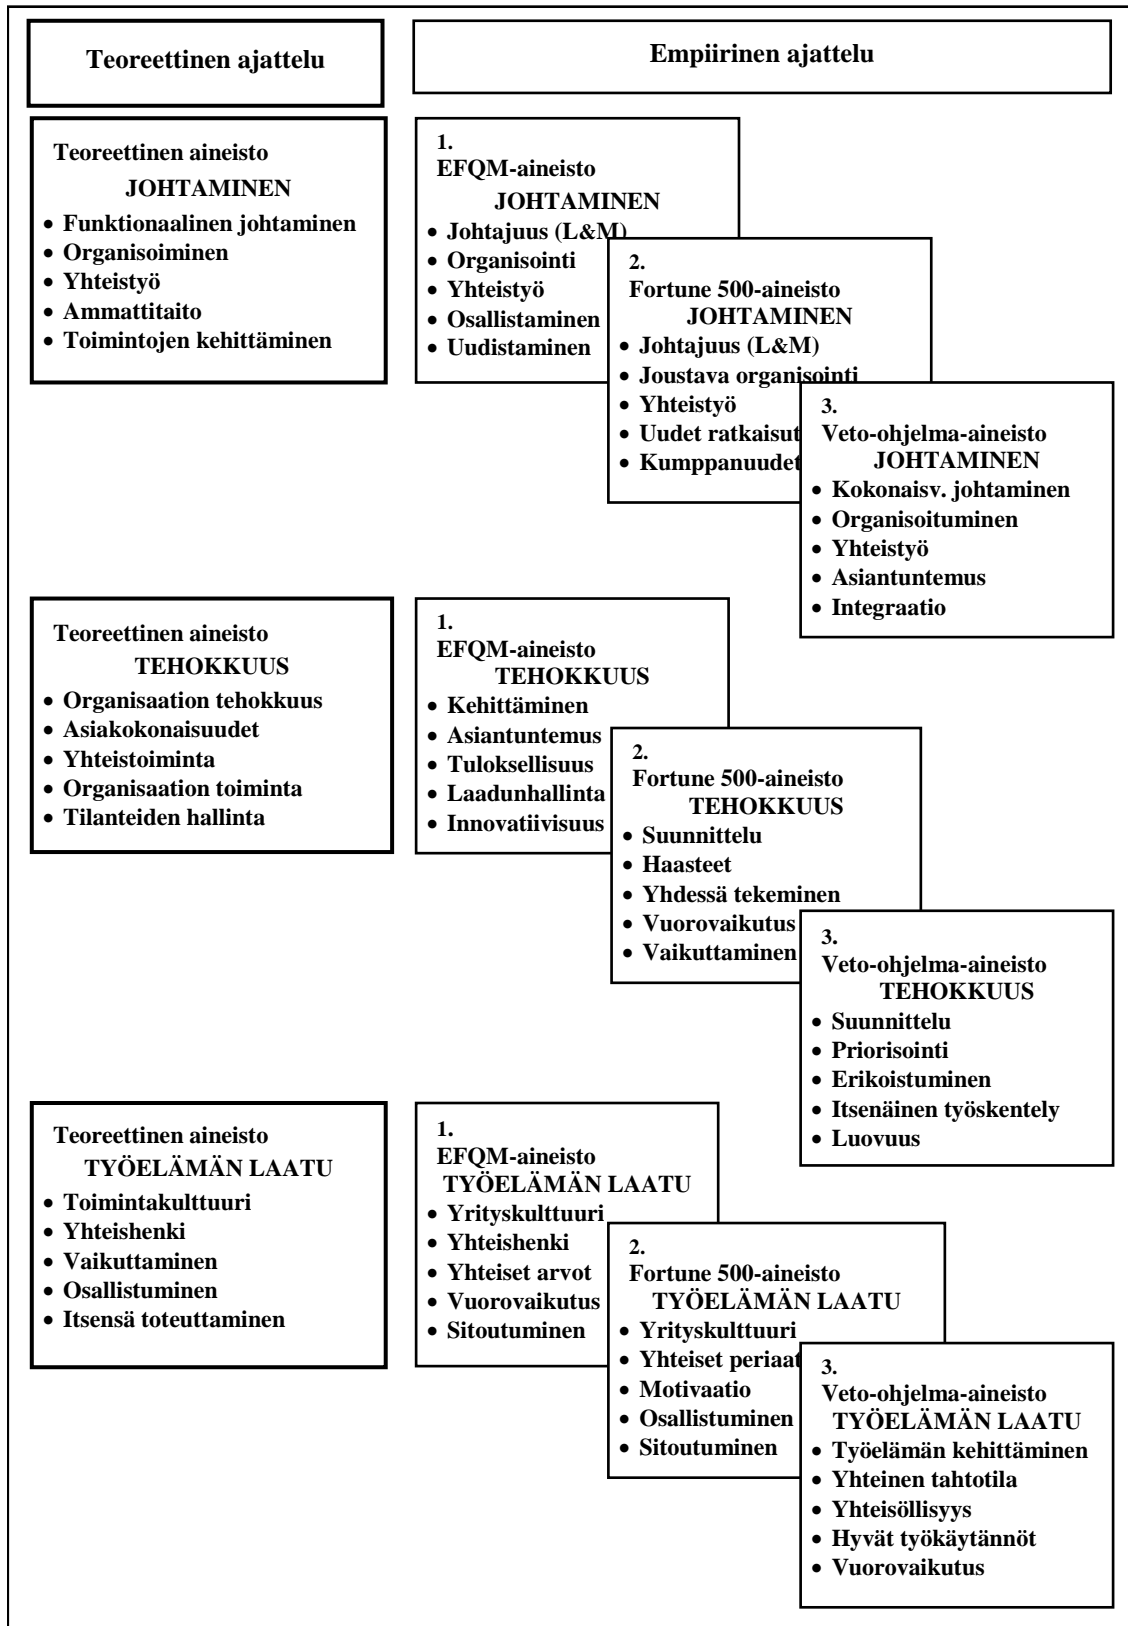 Teoreettinen ajattelu
Empiirinen ajattelu
Teoreettinen aineisto
JOHTAMINEN
• Funktionaalinen johtaminen
• Organisoiminen
• Yhteistyö
• Ammattitaito
• Toimintojen kehittäminen
1.
EFQM-aineisto
JOHTAMINEN
• Johtajuus (L&M)
• Organisointi
• Yhteistyö
• Osallistaminen
• Uudistaminen
2.
Fortune 500-aineisto
JOHTAMINEN
• Johtajuus (L&M)
• Joustava organisointi
• Yhteistyö
• Uudet ratkaisut
• Kumppanuudet
3.
Veto-ohjelma-aineisto
JOHTAMINEN
• Kokonaisv. johtaminen
• Organisoituminen
• Yhteistyö
• Asiantuntemus
• Integraatio
Teoreettinen aineisto
TEHOKKUUS
• Organisaation tehokkuus
• Asiakokonaisuudet
• Yhteistoiminta
• Organisaation toiminta
• Tilanteiden hallinta
1.
EFQM-aineisto
TEHOKKUUS
• Kehittäminen
• Asiantuntemus
• Tuloksellisuus
• Laadunhallinta
• Innovatiivisuus
2.
Fortune 500-aineisto
TEHOKKUUS
• Suunnittelu
• Haasteet
• Yhdessä tekeminen
• Vuorovaikutus
• Vaikuttaminen
3.
Veto-ohjelma-aineisto
TEHOKKUUS
• Suunnittelu
• Priorisointi
• Erikoistuminen
• Itsenäinen työskentely
• Luovuus
Teoreettinen aineisto
TYÖELÄMÄN LAATU
• Toimintakulttuuri
• Yhteishenki
• Vaikuttaminen
• Osallistuminen
• Itsensä toteuttaminen
1.
EFQM-aineisto
TYÖELÄMÄN LAATU
• Yrityskulttuuri
• Yhteishenki
• Yhteiset arvot
• Vuorovaikutus
• Sitoutuminen
2.
Fortune 500-aineisto
TYÖELÄMÄN LAATU
• Yrityskulttuuri
• Yhteiset periaat
• Motivaatio
• Osallistuminen
• Sitoutuminen
3.
Veto-ohjelma-aineisto
TYÖELÄMÄN LAATU
• Työelämän kehittäminen
• Yhteinen tahtotila
• Yhteisöllisyys
• Hyvät työkäytännöt
• Vuorovaikutus